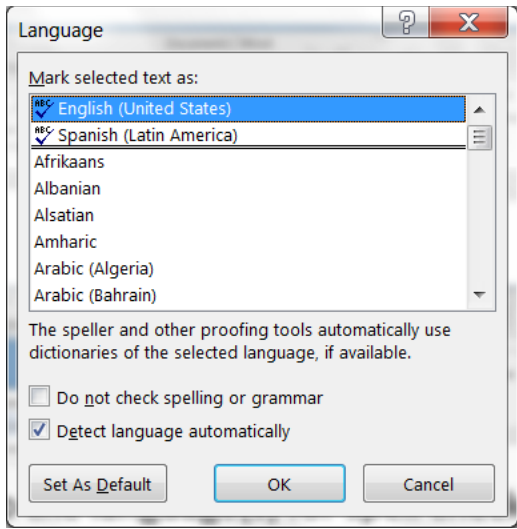 Language
Mark selected text as:
ABC English (United States)
ABC Spanish (Latin America)
Afrikaans
Albanian
Alsatian
Amharic
Arabic (Algeria)
Arabic (Bahrain)
The speller and other proofing tools automatically use
dictionaries of the selected language, if available.
Do not check spelling or grammar
Detect language automatically
Set As Default OK Cancel